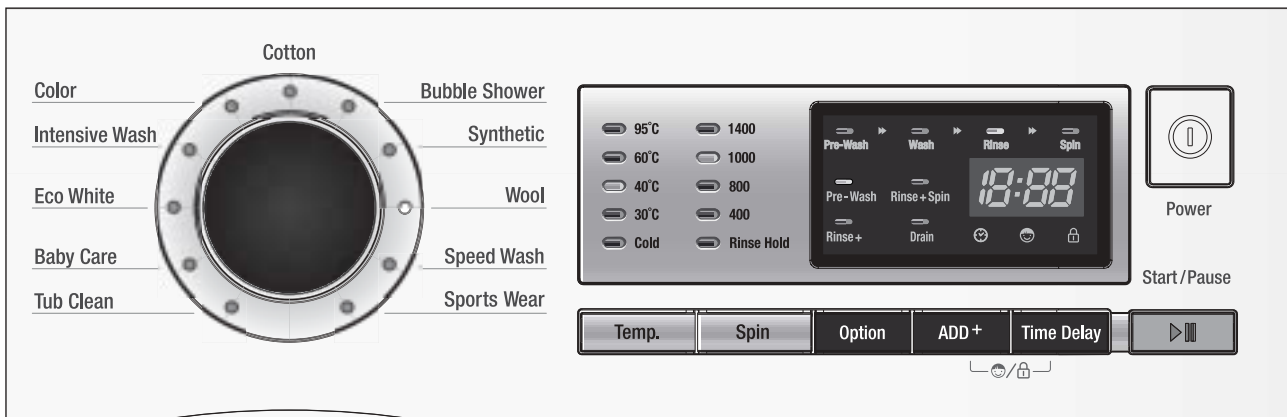 Cotton
Color
Bubble Shower
Intensive Wash
Synthetic
Eco White
Wool
Baby Care
Speed Wash
Tub Clean
Sports Wear
95°C
1400
60°C
1000
40°C
800
30°C
400
Cold
Rinse Hold
Pre-Wash
Wash
Rinse
Spin
Pre-Wash
Rinse+Spin
18:88
Rinse+
Drain
Power
Start/Pause
Temp.
Spin
Option
ADD+
Time Delay